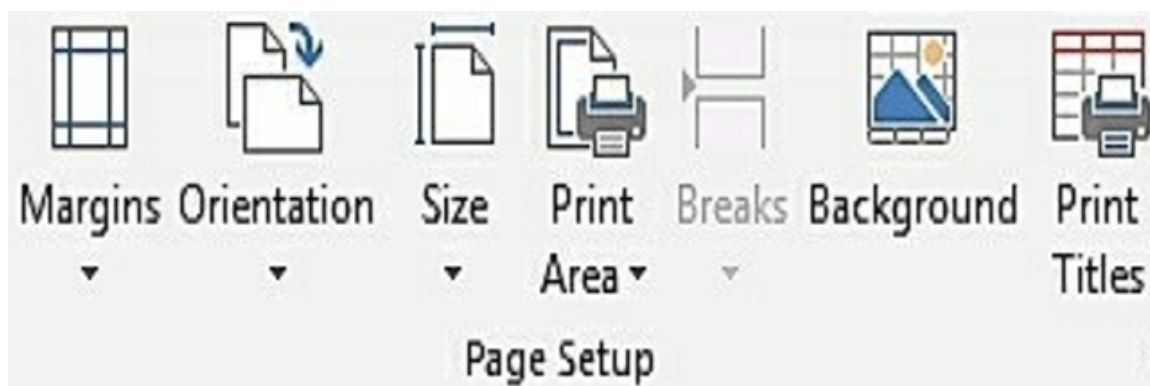 Margins Orientation Size Print Breaks Background Print
Area Titles
Page Setup